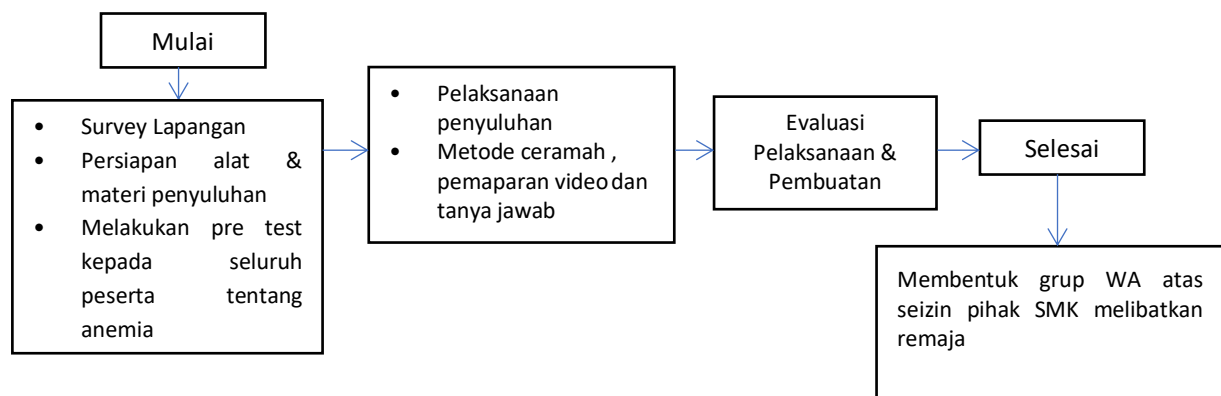 Mulai
• Survey Lapangan
• Persiapan alat &
materi penyuluhan
• Melakukan pre test
kepada seluruh
peserta tentang
anemia
• Pelaksanaan
penyuluhan
• Metode ceramah ,
pemaparan video dan
tanya jawab
Evaluasi
Pelaksanaan &
Pembuatan
Selesai
Membentuk grup WA atas
seizin pihak SMK melibatkan
remaja